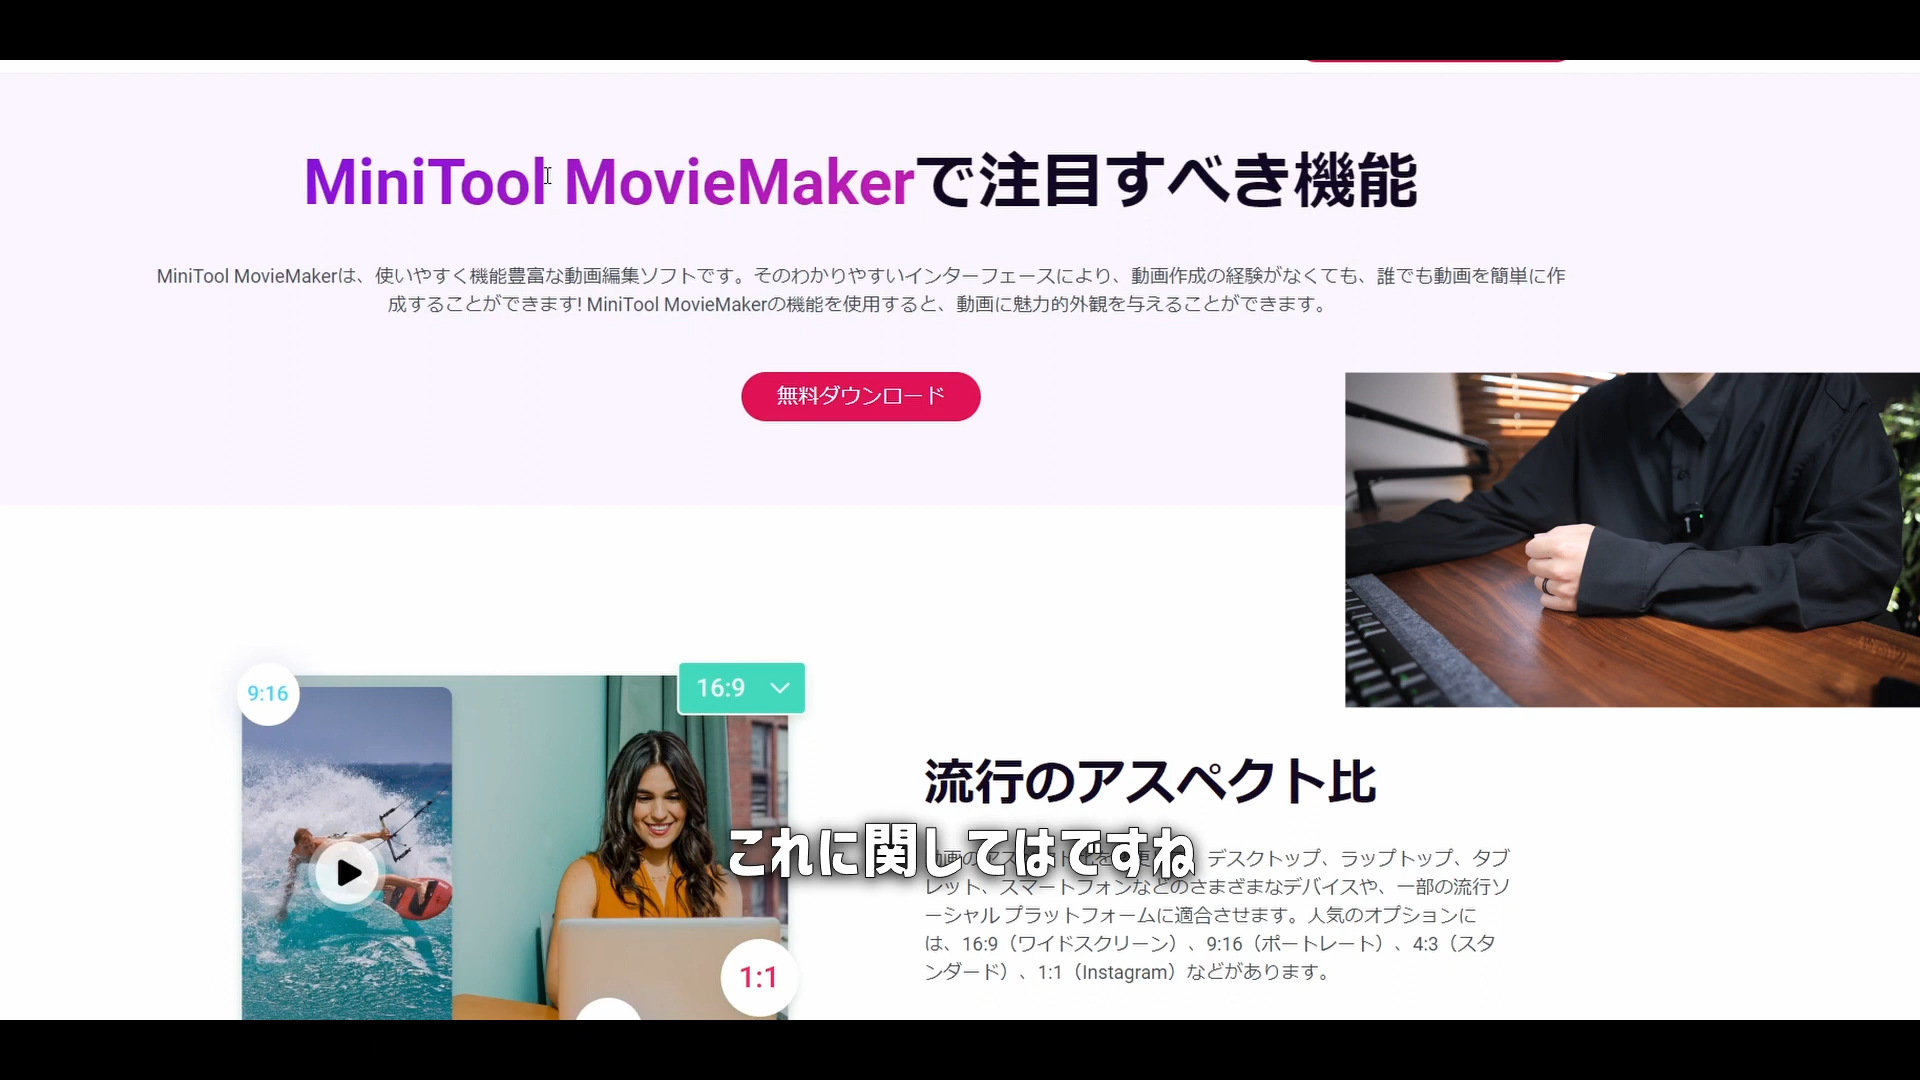 MiniTool MovieMakerで注目すべき機能
MiniTool MovieMakerは、使いやすく機能豊富な動画編集ソフトです。そのわかりやすいインターフェースにより、動画作成の経験がなくても、誰でも動画を簡単に作
成することができます! MiniTool MovieMakerの機能を使用すると、動画に魅力的外観を与えることができます。
無料ダウンロード
9:16
16:9
1:1
流行のアスペクト比
デスクトップ、ラップトップ、タブ
レット、スマートフォンなどのさまざまなデバイスや、一部の流行ソ
ーシャル プラットフォームに適合させます。人気のオプションに
は、16:9（ワイドスクリーン）、9:16（ポートレート）、4:3（スタ
ンダード）、1:1（Instagram）などがあります。
これに関してはですね